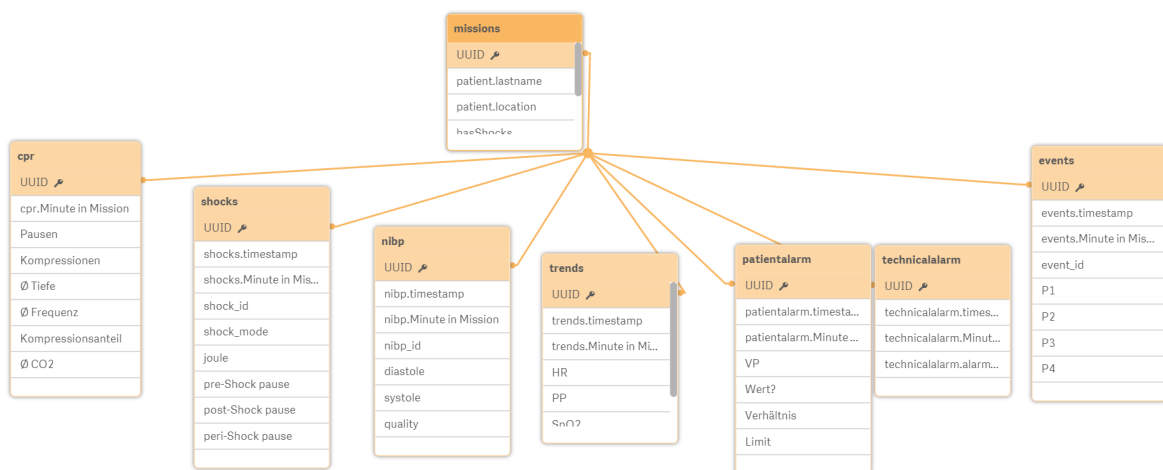 missions
UUID
patient.lastname
patient.location
hasShocks
cpr
UUID
cpr.Minute in Mission
Pausen
Kompressionen
Ø Tiefe
Ø Frequenz
Kompressionsanteil
Ø CO2
shocks
UUID
shocks.timestamp
shocks.Minute in Mis...
shock_id
shock_mode
joule
pre-Shock pause
post-Shock pause
peri-Shock pause
nibp
UUID
nibp.timestamp
nibp.Minute in Mission
nibp_id
diastole
systole
quality
trends
UUID
trends.timestamp
trends.Minute in Mi...
HR
PP
SpO2
patientalarm
UUID
patientalarm.timesta...
patientalarm.Minute ...
VP
Wert?
Verhältnis
Limit
technicalalarm
UUID
technicalalarm.times...
technicalalarm.Minut...
technicalalarm.alarm...
events
UUID
events.timestamp
events.Minute in Mis...
event_id
P1
P2
P3
P4